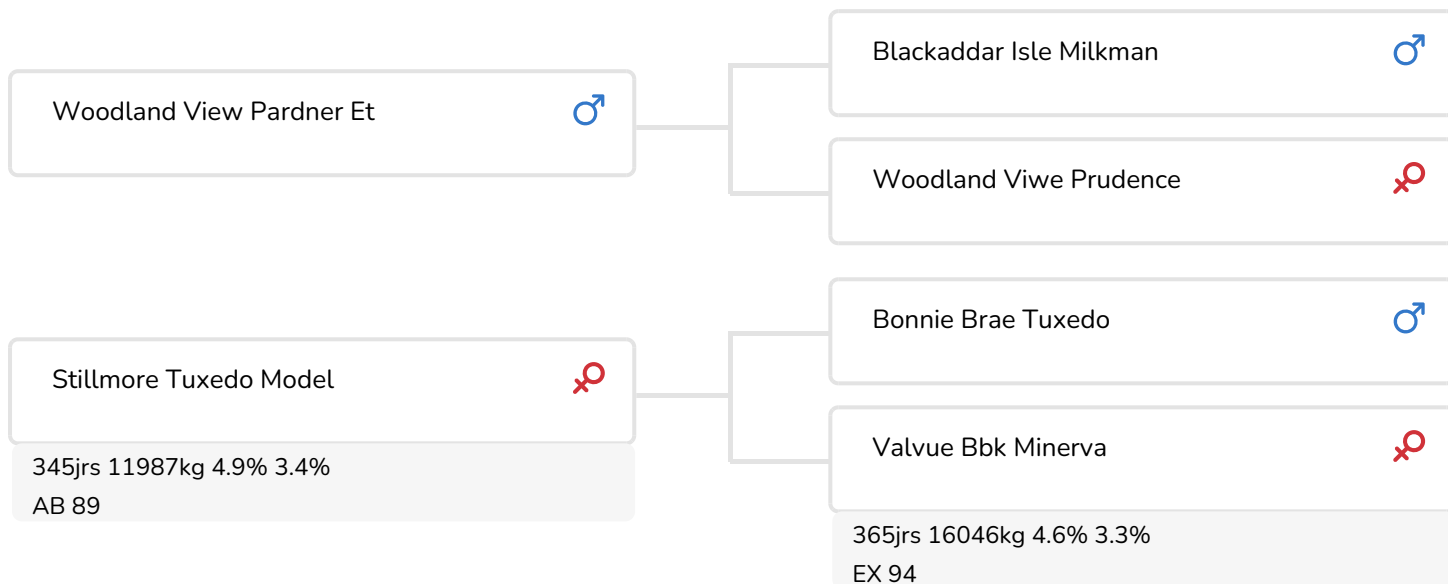 Blackaddar Isle Milkman
Woodland View Pardner Et
Woodland Viwe Prudence
Bonnie Brae Tuxedo
Stillmore Tuxedo Model
345jrs 11987kg 4.9% 3.4%
AB 89
Valvue Bbk Minerva
365jrs 16046kg 4.6% 3.3%
EX 94